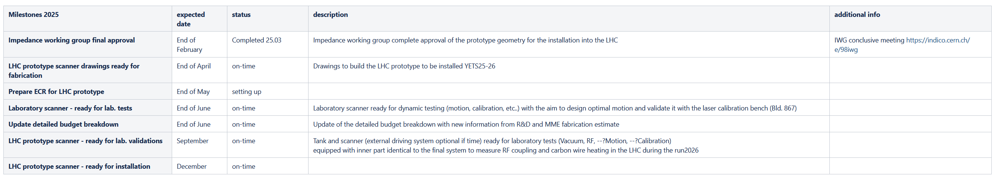 Milestones 2025 expected date status description additional info
Impedance working group final approval End of February Completed 25.03 Impedance working group complete approval of the prototype geometry for the installation into the LHC IWG conclusive meeting https://indico.cern.ch/e/98iwg
LHC prototype scanner drawings ready for fabrication End of April on-time Drawings to build the LHC prototype to be installed YETS25-26
Prepare ECR for LHC prototype End of May setting up
Laboratory scanner - ready for lab. tests End of June on-time Laboratory scanner ready for dynamic testing (motion, calibration, etc..) with the aim to design optimal motion and validate it with the laser calibration bench (Bld. 867)
Update detailed budget breakdown End of June on-time Update of the detailed budget breakdown with new information from R&D and MME fabrication estimate
LHC prototype scanner - ready for lab. validations September on-time Tank and scanner (external driving system optional if time) ready for laboratory tests (Vacuum, RF, --?Motion, --?Calibration)
equipped with inner part identical to the final system to measure RF coupling and carbon wire heating in the LHC during the run2026
LHC prototype scanner - ready for installation December on-time